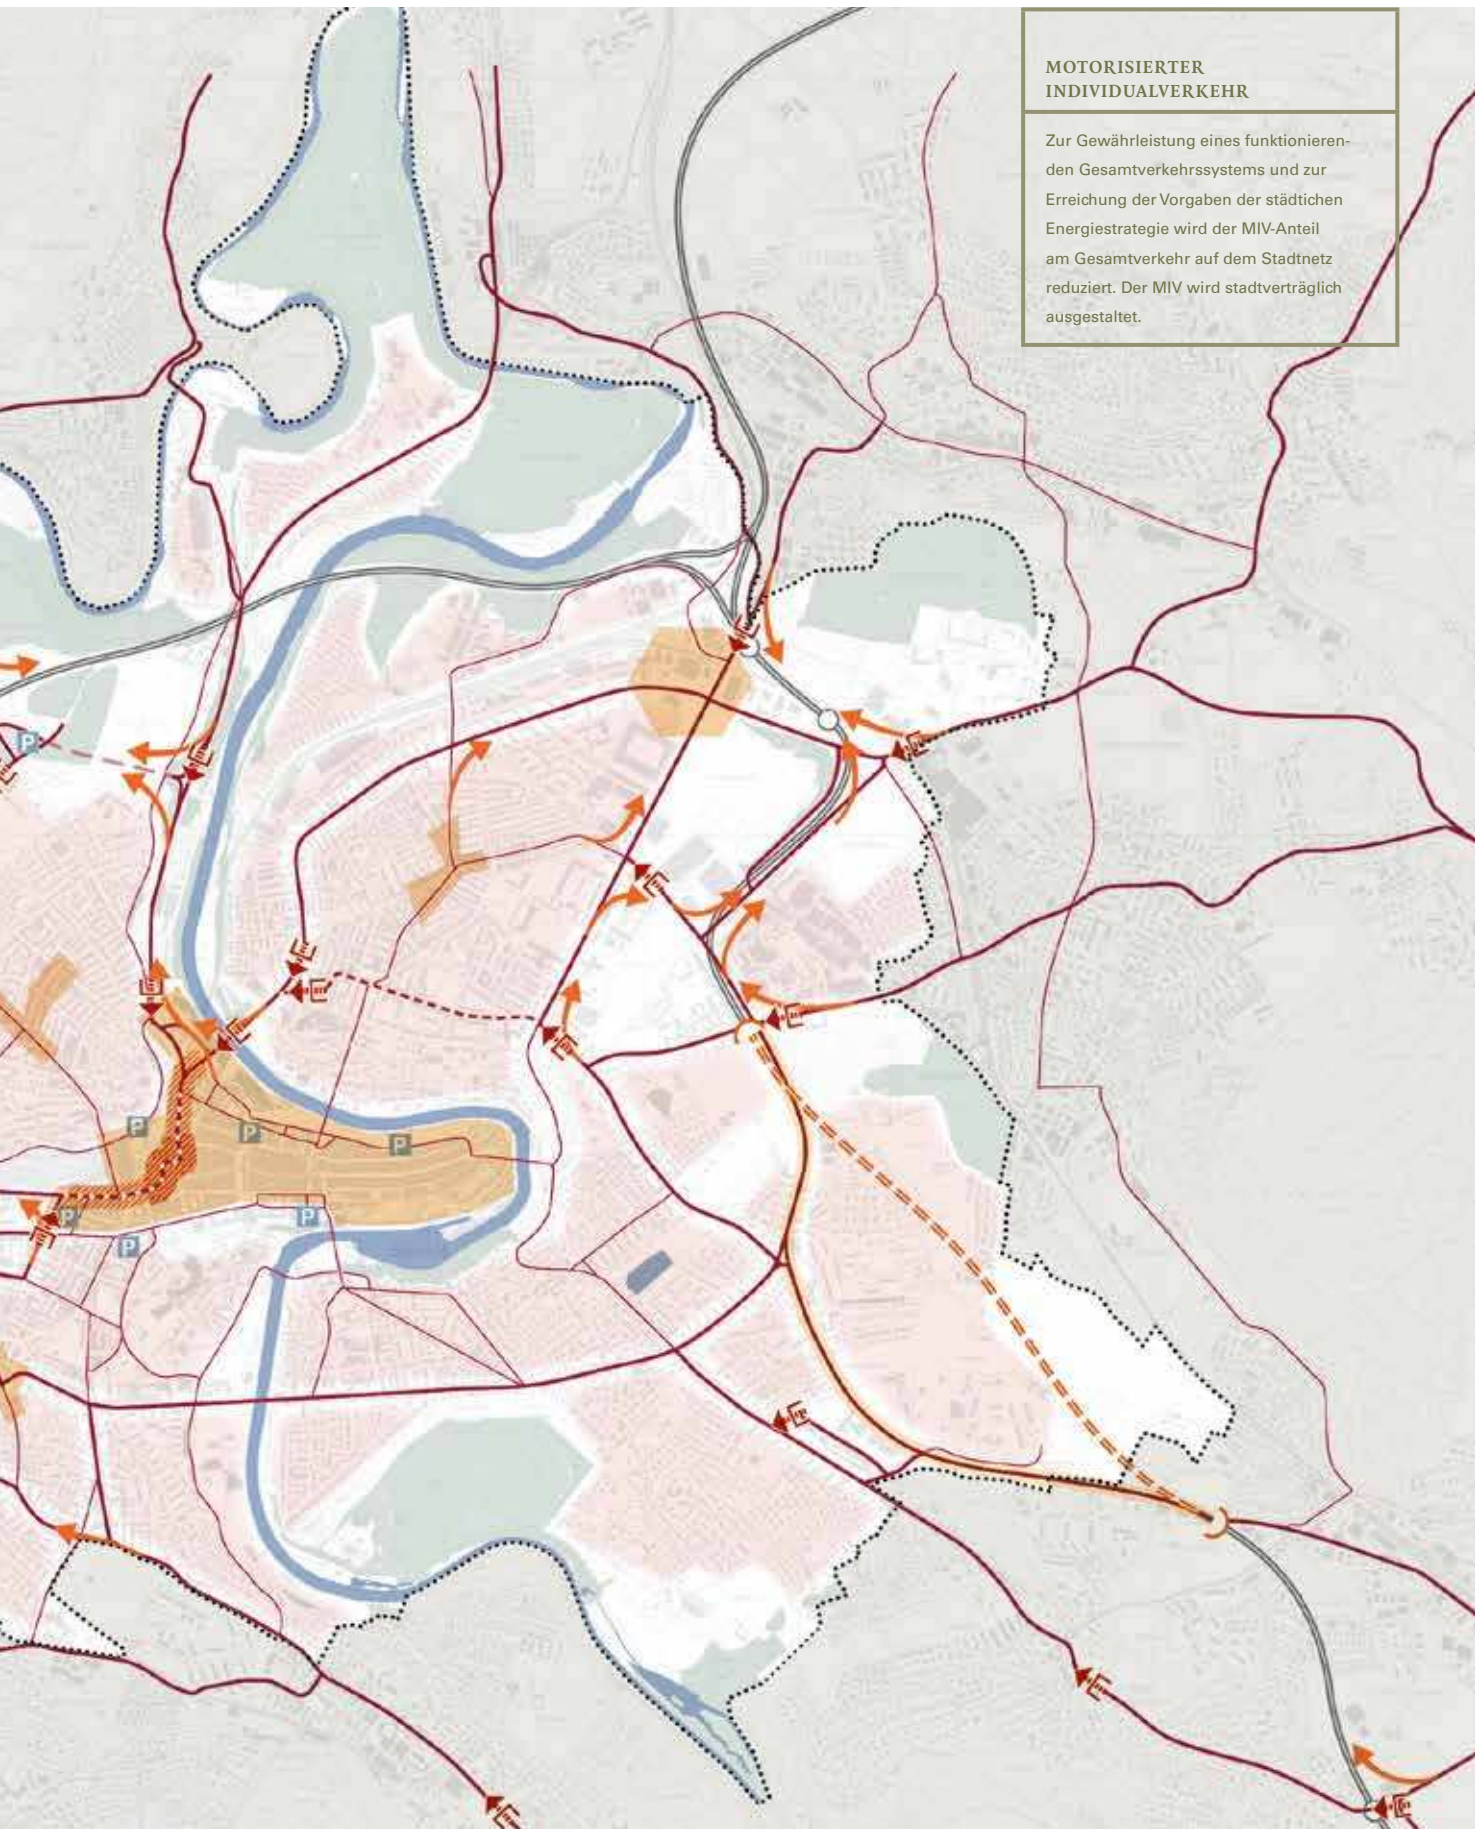 MOTORISIERTER
INDIVIDUALVERKEHR
Zur Gewährleistung eines funktionieren-
den Gesamtverkehrssystems und zur
Erreichung der Vorgaben der städtichen
Energiestrategie wird der MIV-Anteil
am Gesamtverkehr auf dem Stadtnetz
reduziert. Der MIV wird stadtverträglich
ausgestaltet.
P
P
P
P
P
P
P